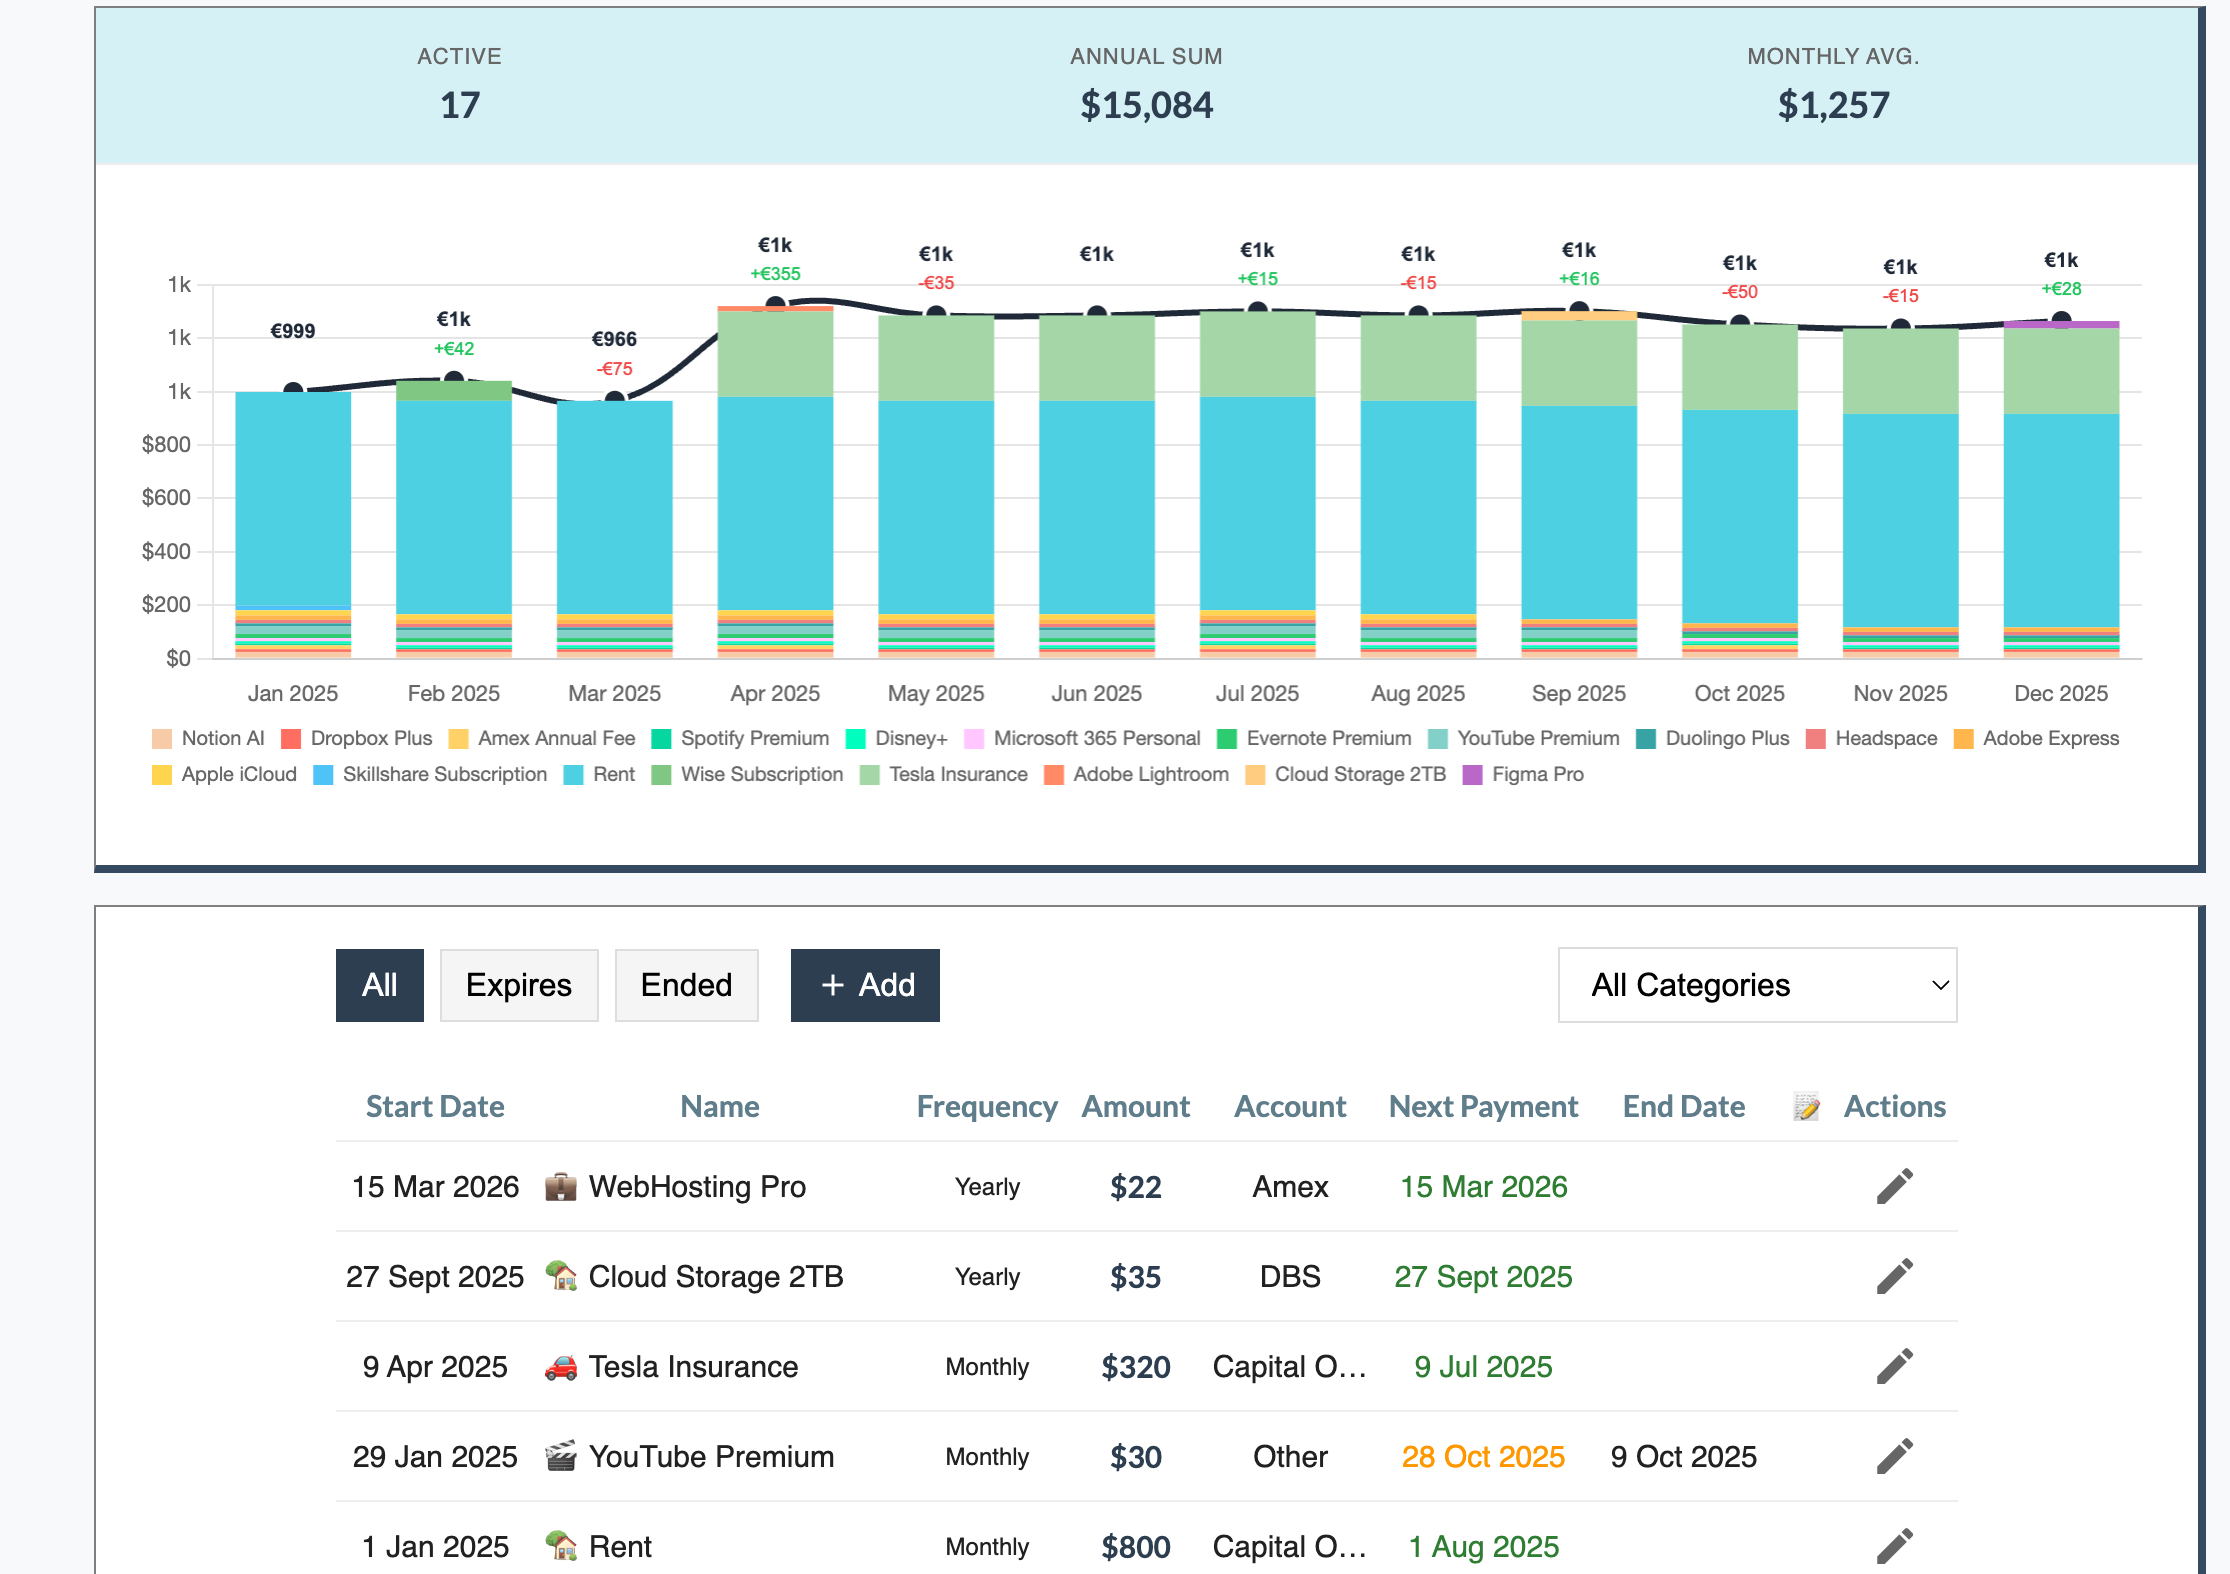 ACTIVE ANNUAL SUM MONTHLY AVG.
17 $15,084 $1,257
€1k €1k €1k €1k €1k €1k €1k €1k €1k
+€355 -€35 +€15 -€15 +€16 -€50 -€15 +€28
€999 €1k €966
+€42 -€75
1k
1k
1k
$800
$600
$400
$200
$0
Jan 2025 Feb 2025 Mar 2025 Apr 2025 May 2025 Jun 2025 Jul 2025 Aug 2025 Sep 2025 Oct 2025 Nov 2025 Dec 2025
Notion AI Dropbox Plus Amex Annual Fee Spotify Premium Disney+ Microsoft 365 Personal Evernote Premium YouTube Premium Duolingo Plus Headspace Adobe Express
Apple iCloud Skillshare Subscription Rent Wise Subscription Tesla Insurance Adobe Lightroom Cloud Storage 2TB Figma Pro
All Expires Ended + Add All Categories
Start Date Name Frequency Amount Account Next Payment End Date 📝 Actions
15 Mar 2026 💼 WebHosting Pro Yearly $22 Amex 15 Mar 2026
27 Sept 2025 🏡 Cloud Storage 2TB Yearly $35 DBS 27 Sept 2025
9 Apr 2025 🚗 Tesla Insurance Monthly $320 Capital O… 9 Jul 2025
29 Jan 2025 🎬 YouTube Premium Monthly $30 Other 28 Oct 2025 9 Oct 2025
1 Jan 2025 🏡 Rent Monthly $800 Capital O… 1 Aug 2025